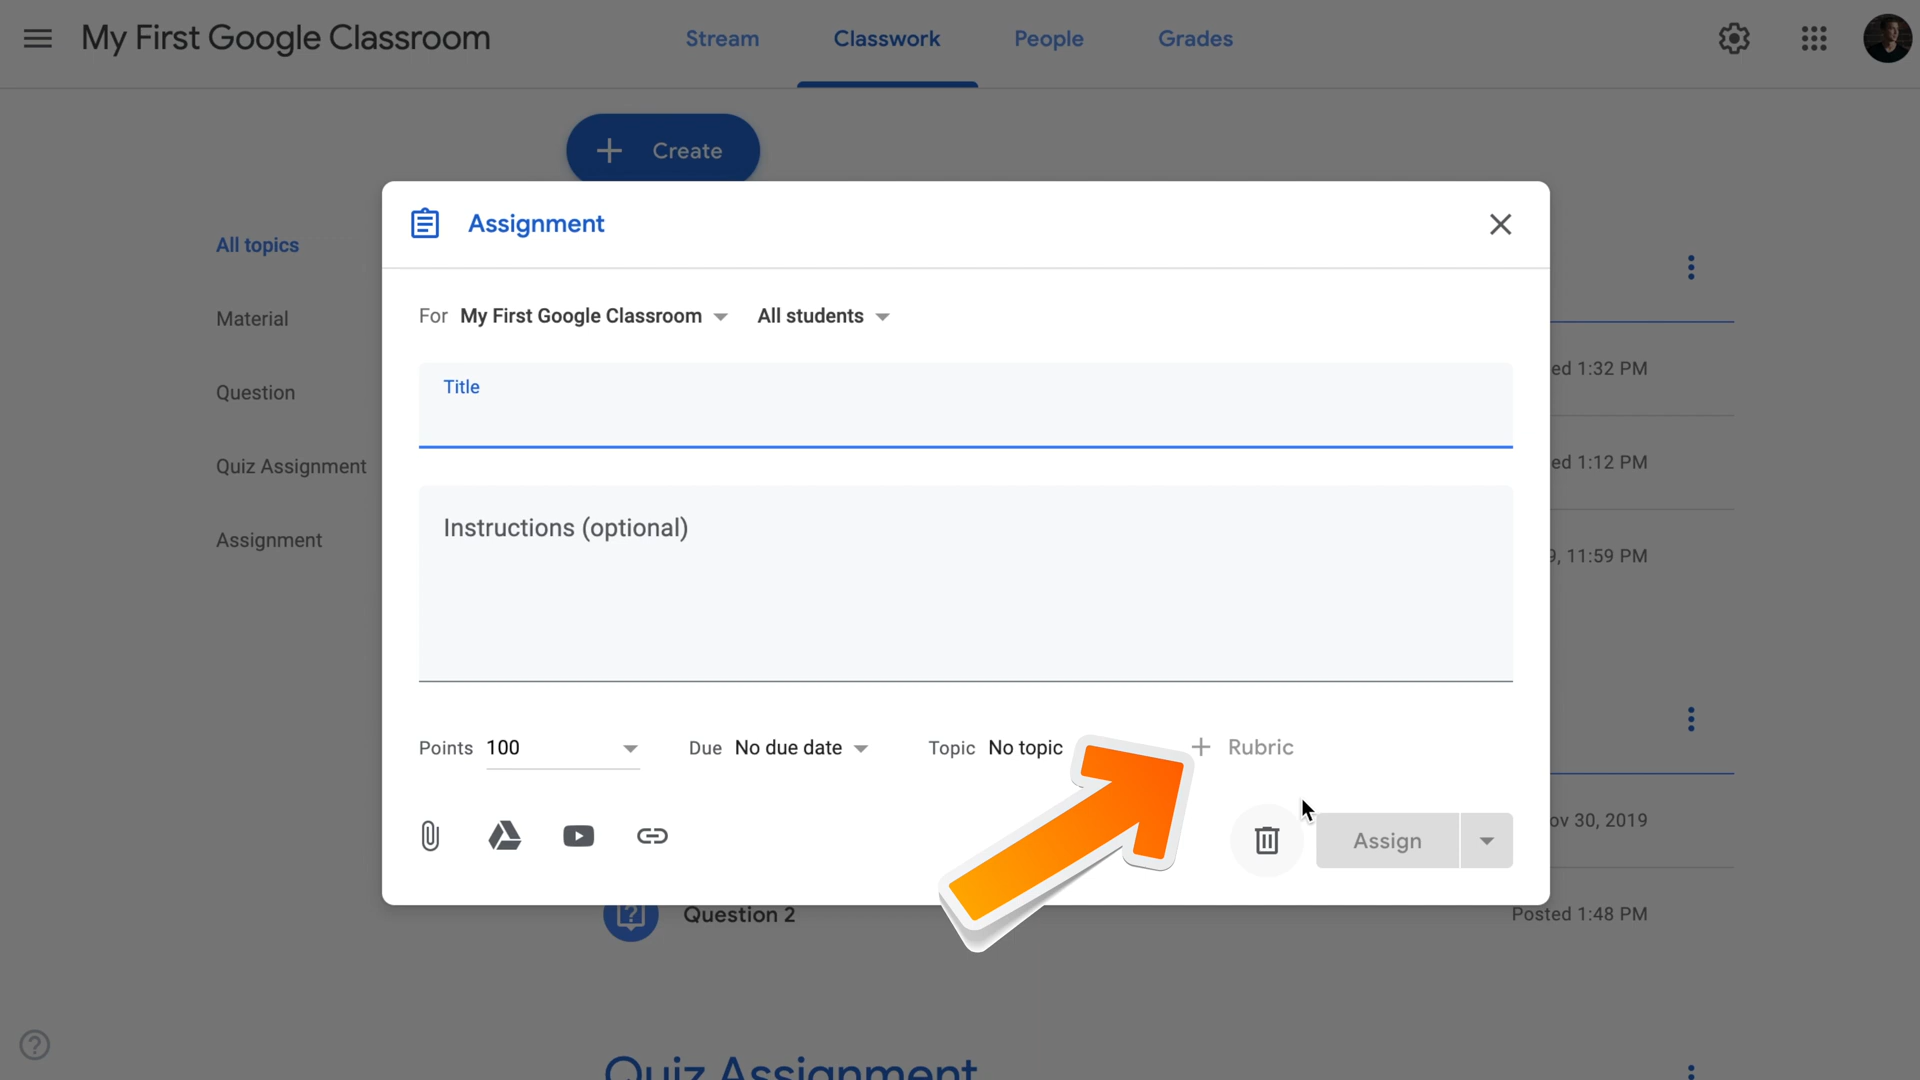 My First Google Classroom
Stream
Classwork
People
Grades
Create
All topics
Material
Question
Quiz Assignment
Assignment
Assignment
For My First Google Classroom All students
Title
Instructions (optional)
Points 100 Due No due date Topic No topic + Rubric
Assign
ed 1:32 PM
ed 1:12 PM
9, 11:59 PM
ov 30, 2019
Question 2 Posted 1:48 PM
Quiz Assignment